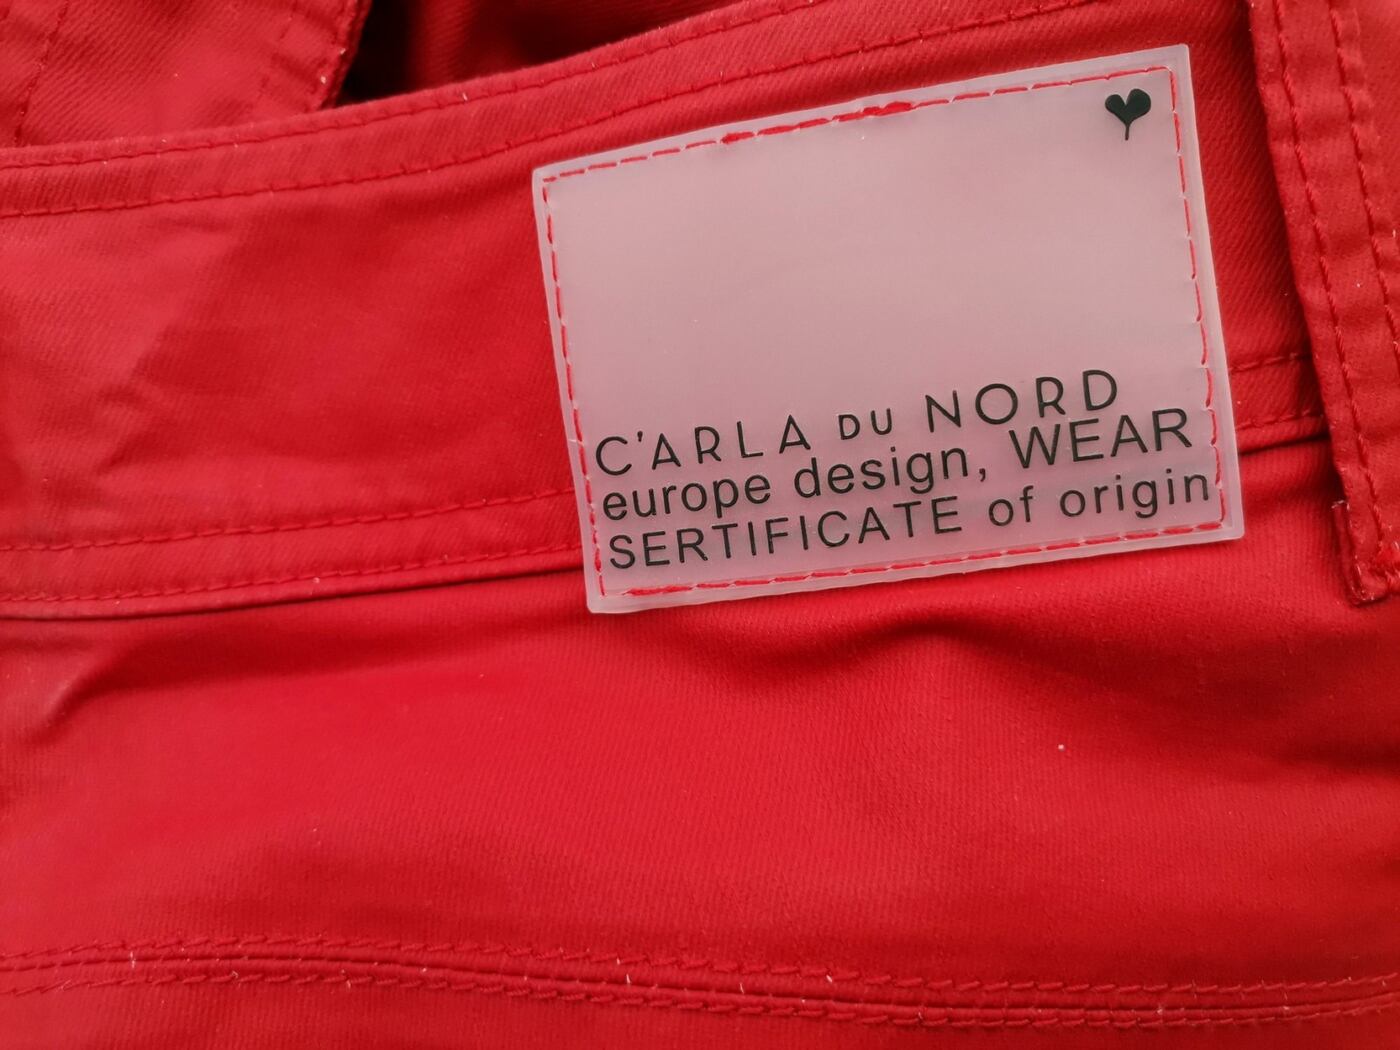 C'ARLA DU NORD
europe design, WEAR
SERTIFICATE of origin